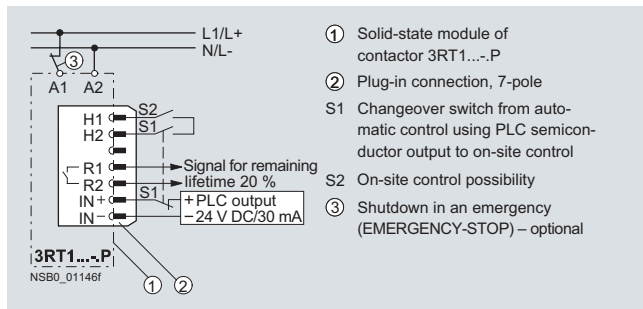 L1/L+
N/L-
③
A1 A2
S2
H1
S1
H2
R1 Signal for remaining
R2 lifetime 20 %
S1
IN+ + PLC output
IN− − 24 V DC/30 mA
3RT1...-.P
NSB0_01146f
① ②
① Solid-state module of
contactor 3RT1...-.P
② Plug-in connection, 7-pole
S1 Changeover switch from auto-
matic control using PLC semicon-
ductor output to on-site control
S2 On-site control possibility
③ Shutdown in an emergency
(EMERGENCY-STOP) – optional